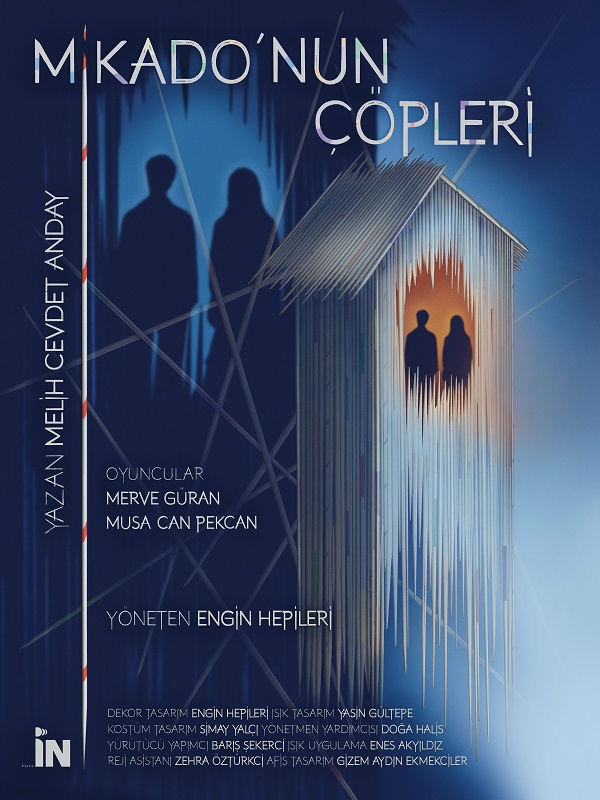 MİKADO'NUN
ÇÖPLERİ
YAZAN MELİH CEVDET ANDAY
OYUNCULAR
MERVE GÜRAN
MUSA CAN PEKCAN
YÖNETEN ENGİN HEPİLERİ
DEKOR TASARIM ENGİN HEPİLERİ IŞIK TASARIM YASİN GÜLTEPE
KOSTÜM TASARIM SİMAY YALÇI YÖNETMEN YARDIMCISI DOĞA HALİS
YÜRÜTÜCÜ YAPIMCI BARIŞ ŞEKERCİ IŞIK UYGULAMA ENES AKYILDIZ
REJİ ASİSTANI ZEHRA ÖZTÜRKCİ AFİŞ TASARIM GİZEM AYDIN EKMEKCİLER
İN